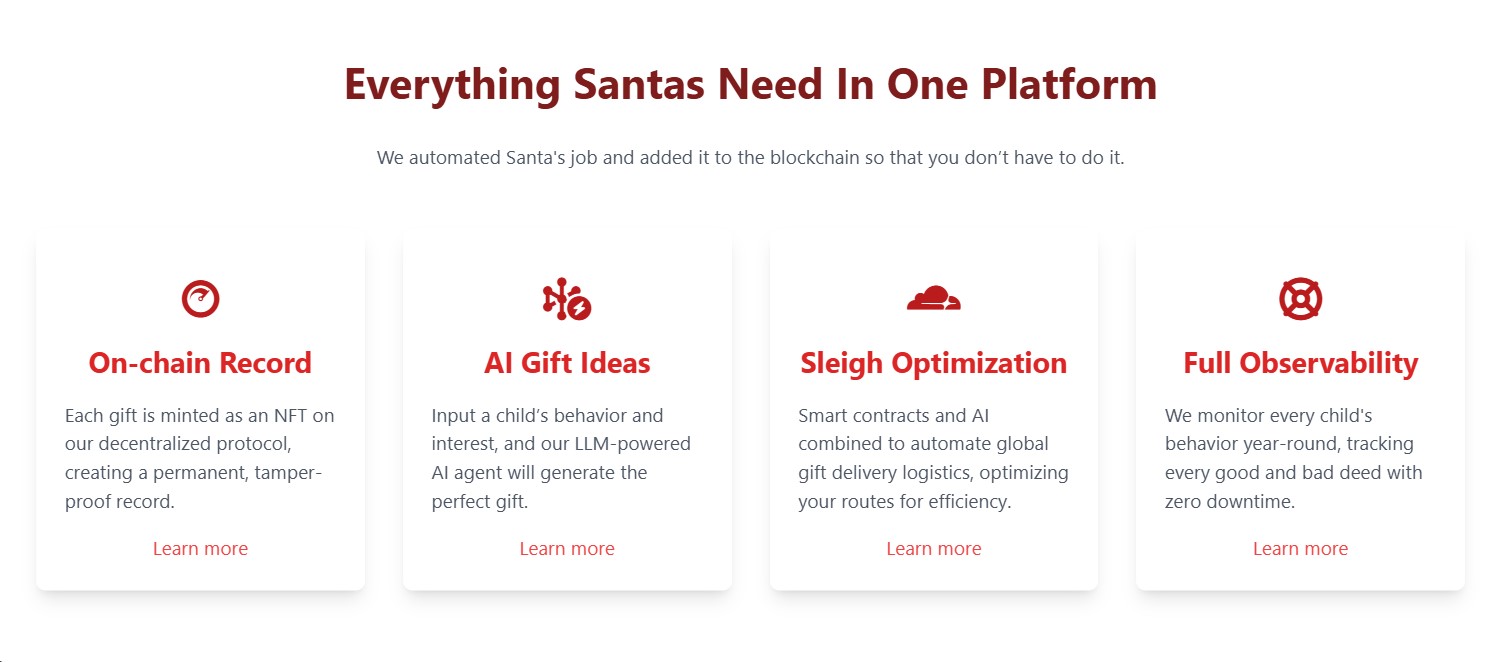 Everything Santas Need In One Platform
We automated Santa's job and added it to the blockchain so that you don’t have to do it.
On-chain Record
Each gift is minted as an NFT on
our decentralized protocol,
creating a permanent, tamper-
proof record.
Learn more
AI Gift Ideas
Input a child’s behavior and
interest, and our LLM-powered
AI agent will generate the
perfect gift.
Learn more
Sleigh Optimization
Smart contracts and AI
combined to automate global
gift delivery logistics, optimizing
your routes for efficiency.
Learn more
Full Observability
We monitor every child's
behavior year-round, tracking
every good and bad deed with
zero downtime.
Learn more